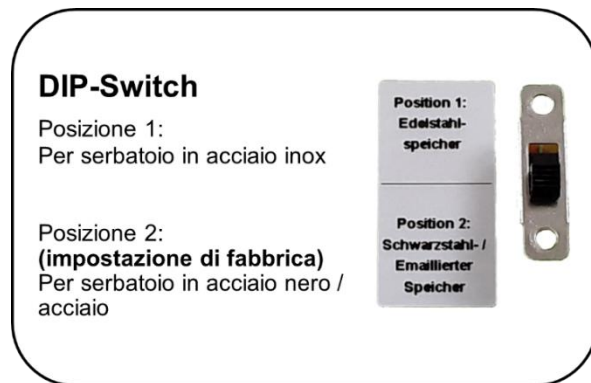 DIP-Switch
Posizione 1:
Per serbatoio in acciaio inox
Posizione 2:
(impostazione di fabbrica)
Per serbatoio in acciaio nero /
acciaio
Position 1:
Edelstahl-
speicher
Position 2:
Schwarzstahl- /
Emaillierter
Speicher